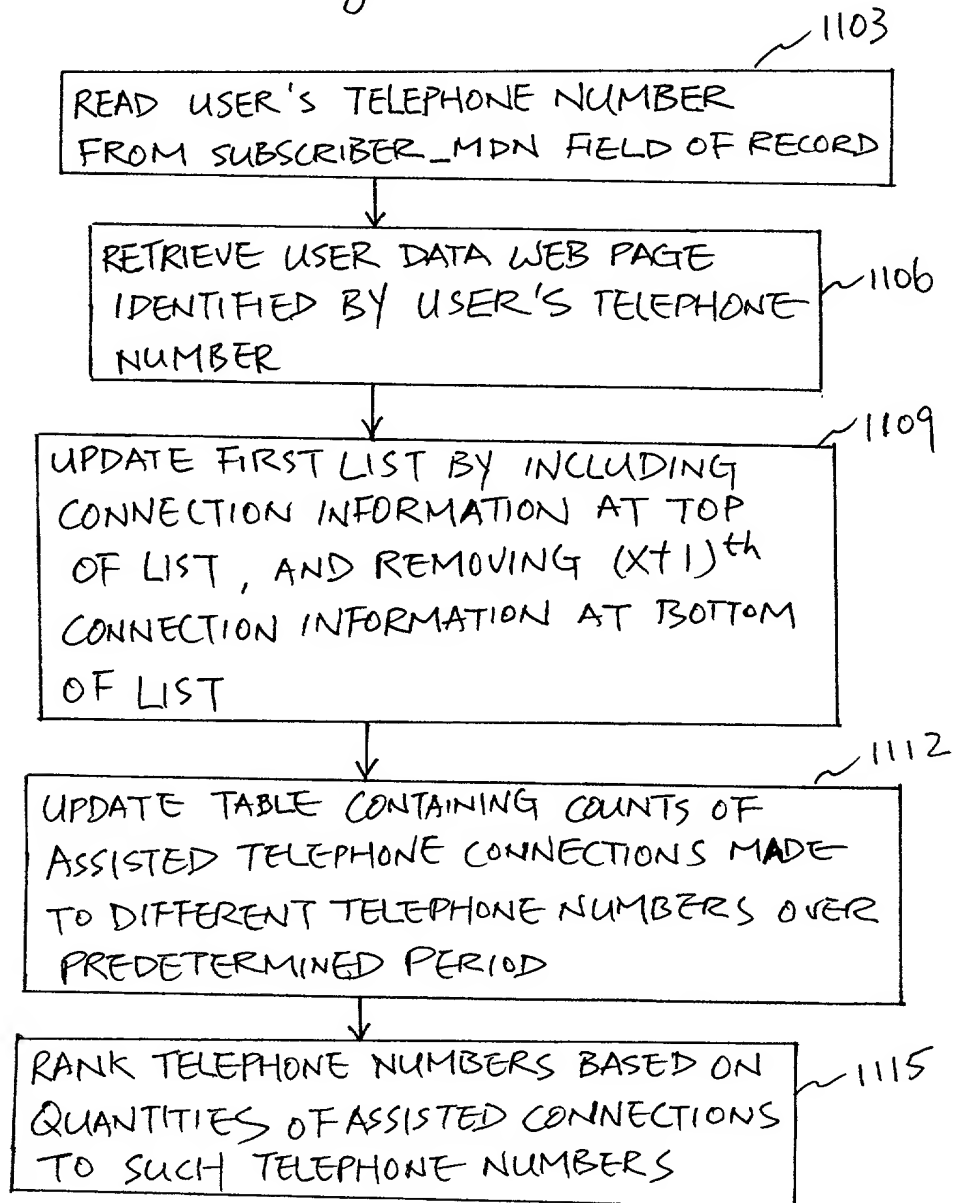 1103
READ USER'S TELEPHONE NUMBER
FROM SUBSCRIBER_MDN FIELD OF RECORD
RETRIEVE USER DATA WEB PAGE
IDENTIFIED BY USER'S TELEPHONE
NUMBER
1106
1109
UPDATE FIRST LIST BY INCLUDING
CONNECTION INFORMATION AT TOP
OF LIST, AND REMOVING (X+1)th
CONNECTION INFORMATION AT BOTTOM
OF LIST
1112
UPDATE TABLE CONTAINING COUNTS OF
ASSISTED TELEPHONE CONNECTIONS MADE
TO DIFFERENT TELEPHONE NUMBERS OVER
PREDETERMINED PERIOD
RANK TELEPHONE NUMBERS BASED ON
QUANTITIES OF ASSISTED CONNECTIONS
TO SUCH TELEPHONE NUMBERS
1115